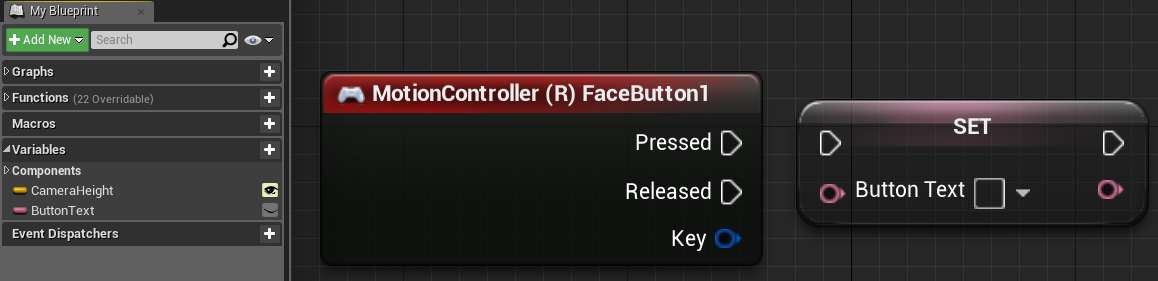 My Blueprint
Add New
Search
Graphs
Functions (22 Overridable)
Macros
Variables
Components
CameraHeight
ButtonText
Event Dispatchers
MotionController (R) FaceButton1
Pressed
Released
Key
SET
Button Text